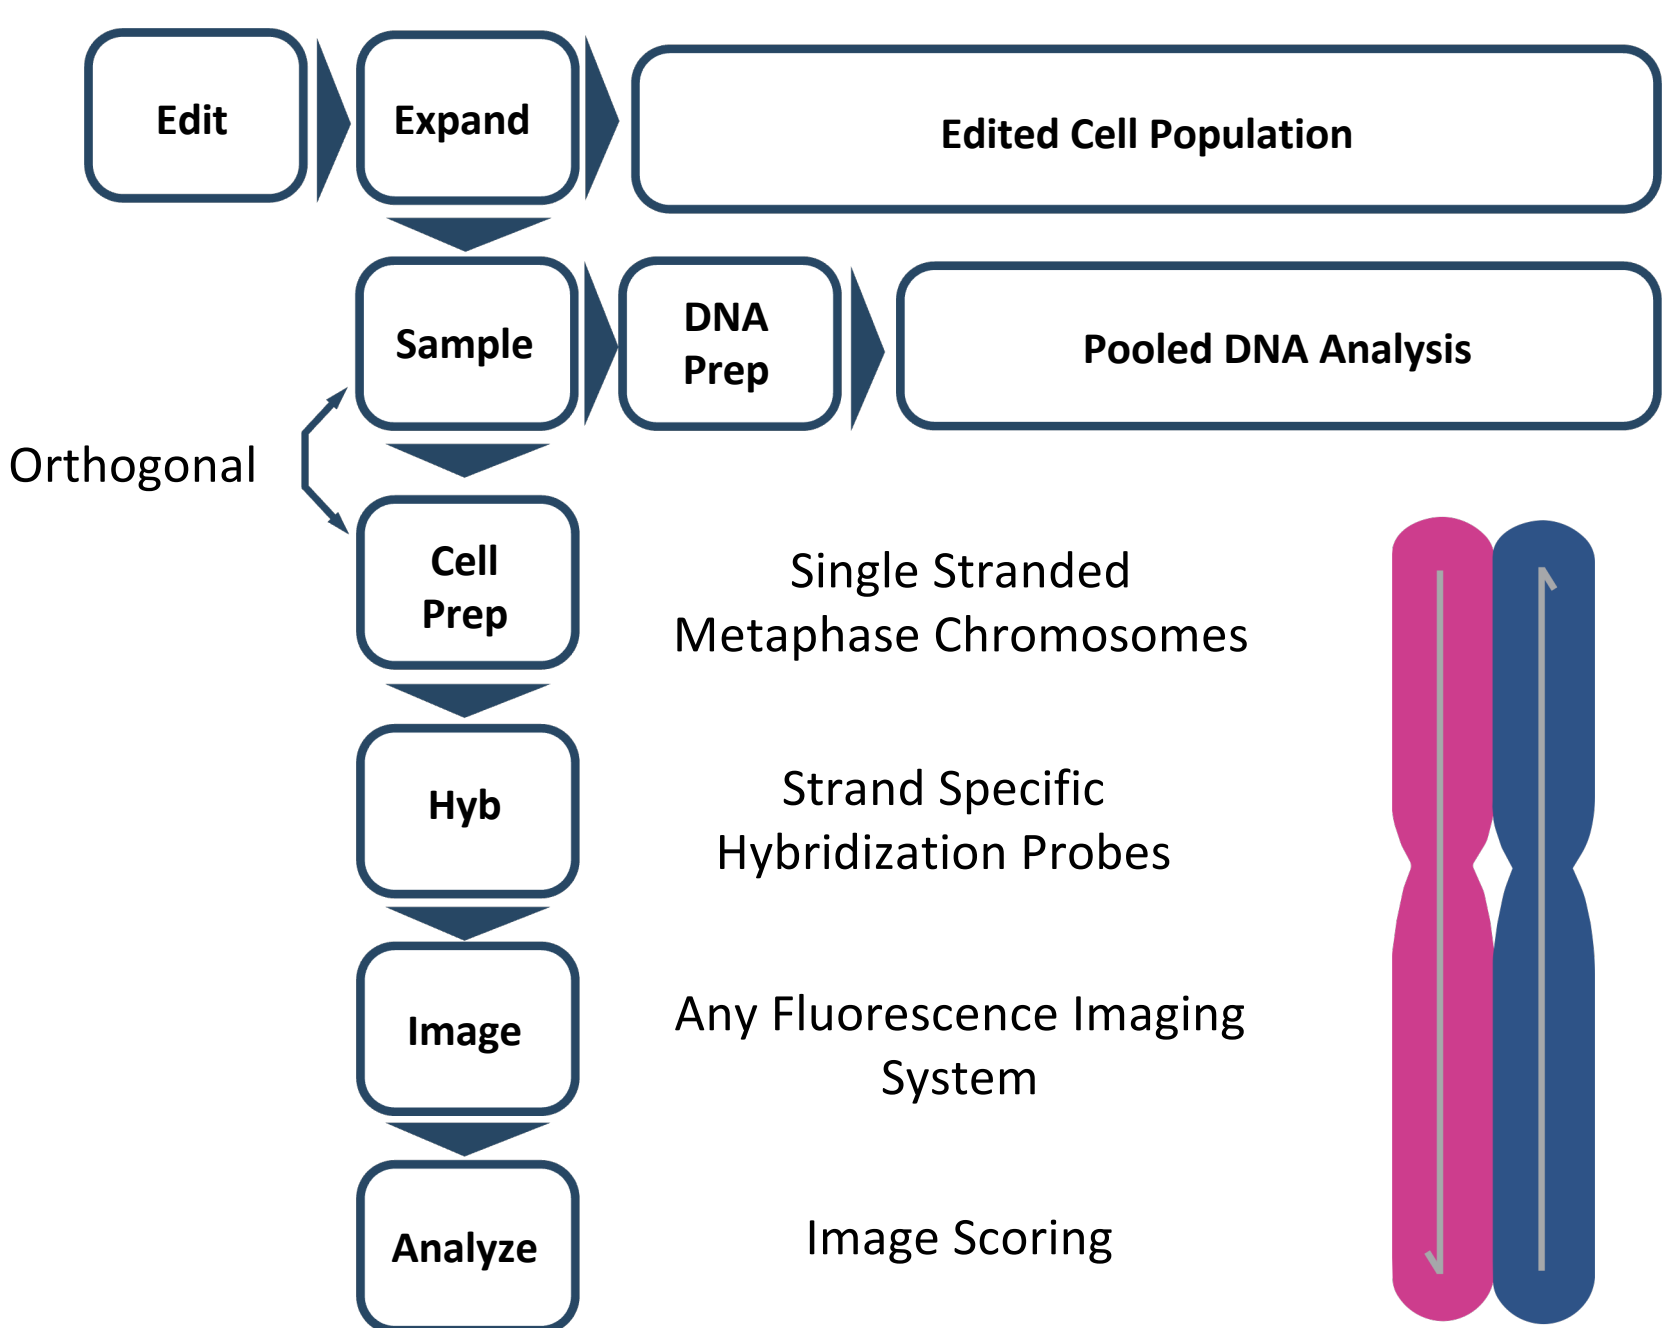 Edit
Expand
Edited Cell Population
Sample
DNA
Prep
Pooled DNA Analysis
Orthogonal
Cell
Prep
Single Stranded
Metaphase Chromosomes
Hyb
Strand Specific
Hybridization Probes
Image
Any Fluorescence Imaging
System
Analyze
Image Scoring